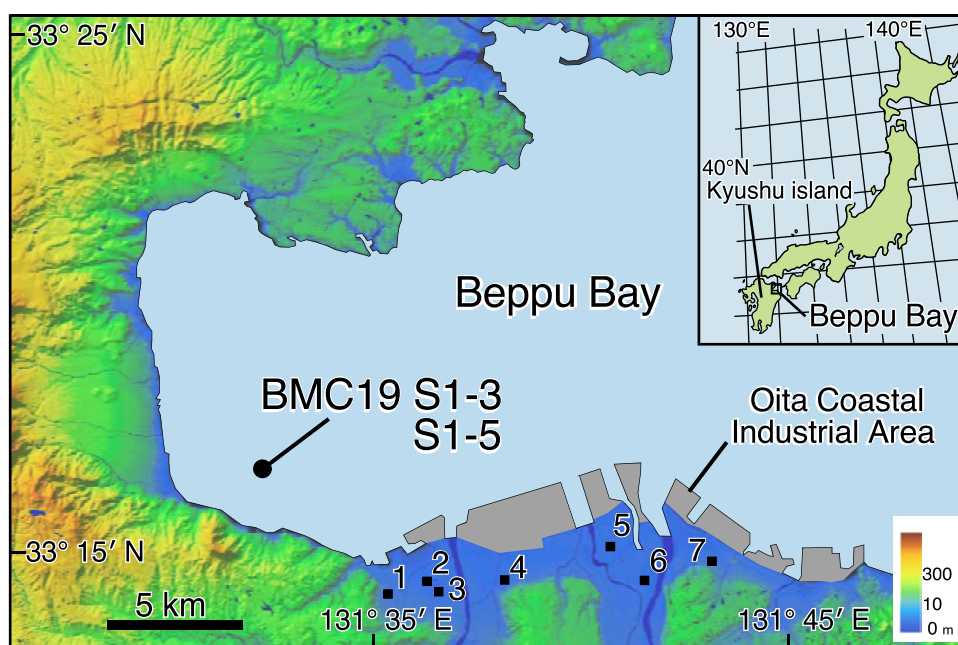 33° 25′ N
130°E
140°E
40°N
Kyushu island
Beppu Bay
Beppu Bay
BMC19 S1-3
S1-5
Oita Coastal
Industrial Area
33° 15′ N
1
2
3
4
5
6
7
5 km
131° 35′ E
131° 45′ E
300
10
0 m